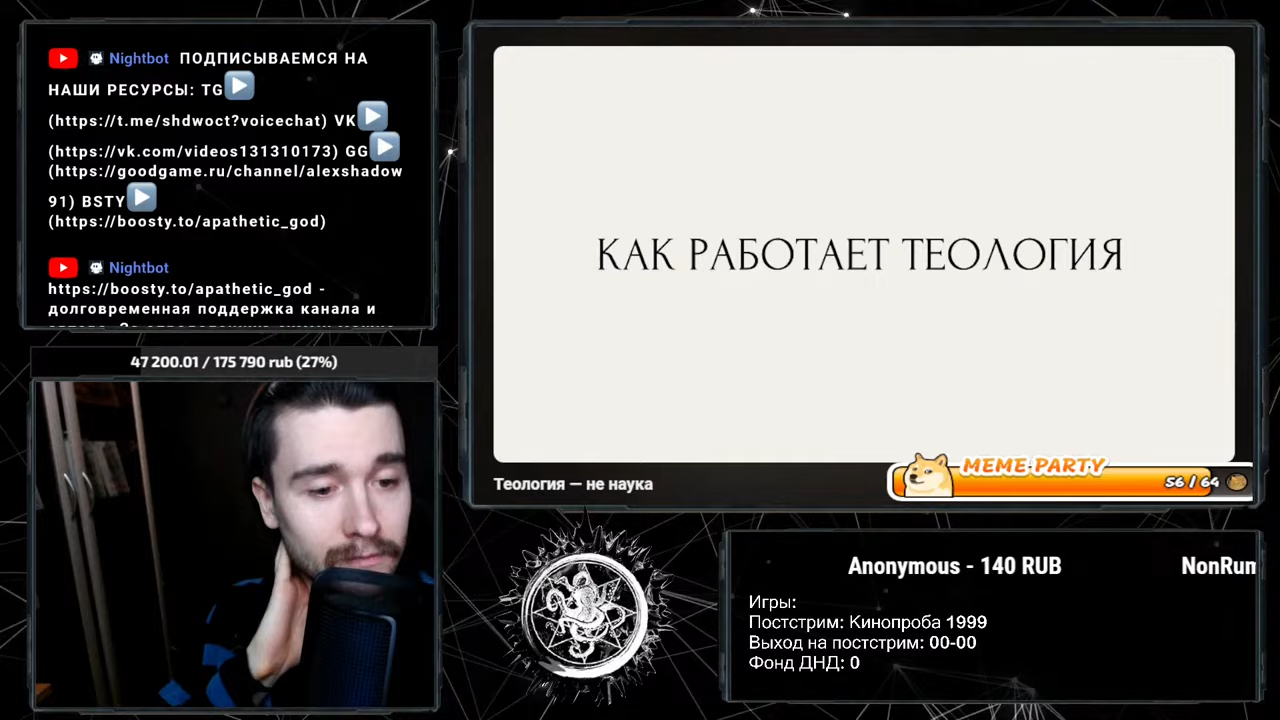 Nightbot ПОДПИСЫВАЕМСЯ НА
НАШИ РЕСУРСЫ: TG
(https://t.me/shdwoct?voicechat) VK
(https://vk.com/videos131310173) GG
(https://goodgame.ru/channel/alexshadow
91) BSTY
(https://boosty.to/apathetic_god)
Nightbot
https://boosty.to/apathetic_god -
долговременная поддержка канала и
47 200.01 / 175 790 rub (27%)
КАК РАБОТАЕТ ТЕОЛОГИЯ
Теология — не наука
MEME PARTY
56 / 64
Anonymous - 140 RUB
Игры:
Постстрим: Кинопроба 1999
Выход на постстрим: 00-00
Фонд ДНД: 0